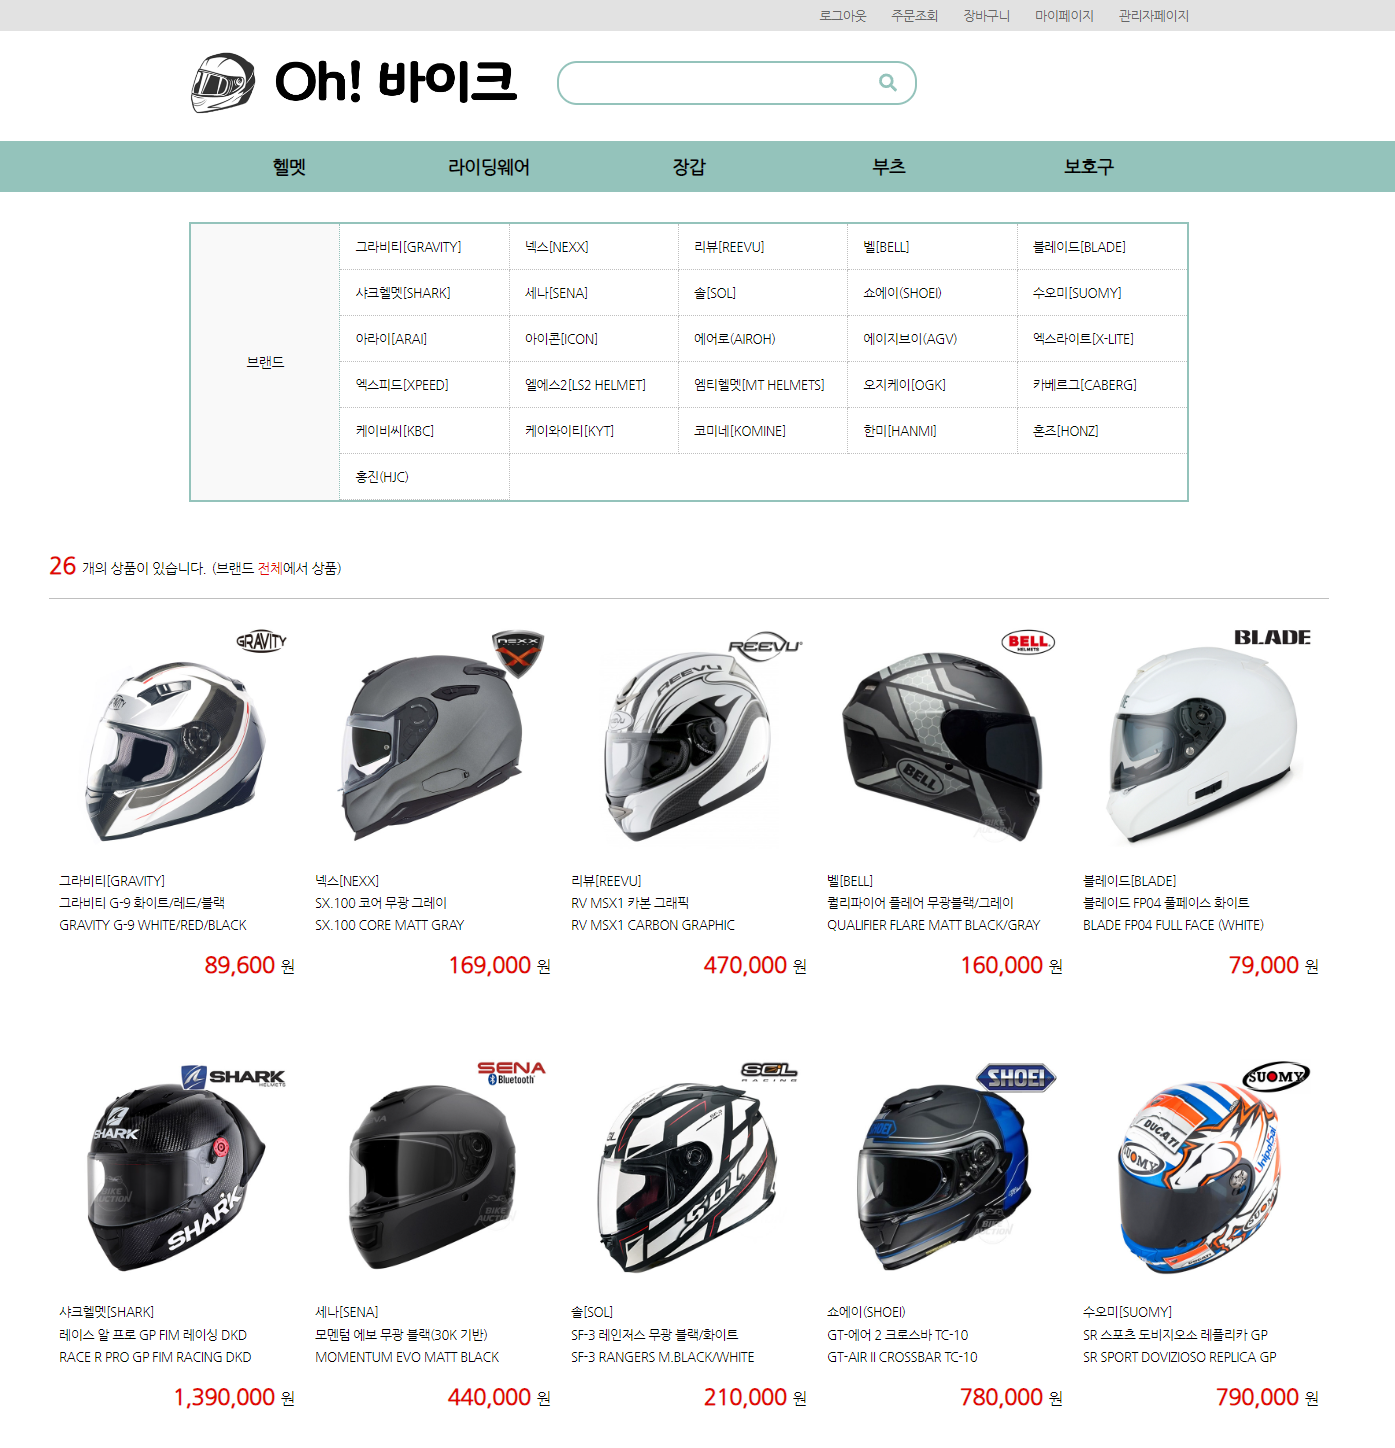 로그아웃 주문조회 장바구니 마이페이지 관리자페이지
Oh! 바이크
헬멧 라이딩웨어 장갑 부츠 보호구
브랜드
그라비티[GRAVITY] 넥스[NEXX] 리뷰[REEVU] 벨[BELL] 블레이드[BLADE]
샤크헬멧[SHARK] 세나[SENA] 솔[SOL] 쇼에이(SHOEI) 수오미[SUOMY]
아라이[ARAI] 아이콘[ICON] 에어로(AIROH) 에이지브이(AGV) 엑스라이트[X-LITE]
엑스피드[XPEED] 엘에스2[LS2 HELMET] 엠티헬멧[MT HELMETS] 오지케이[OGK] 카베르그[CABERG]
케이비씨[KBC] 케이와이티[KYT] 코미네[KOMINE] 한미[HANMI] 혼즈[HONZ]
홍진(HJC)
26 개의 상품이 있습니다. (브랜드 전체에서 상품)
GRAVITY NEXX REEVU BELL HELMETS BLADE
REEVU
BELL
그라비티[GRAVITY] 넥스[NEXX] 리뷰[REEVU] 벨[BELL] 블레이드[BLADE]
그라비티 G-9 화이트/레드/블랙 SX.100 코어 무광 그레이 RV MSX1 카본 그래픽 퀄리파이어 플레어 무광블랙/그레이 블레이드 FP04 풀페이스 화이트
GRAVITY G-9 WHITE/RED/BLACK SX.100 CORE MATT GRAY RV MSX1 CARBON GRAPHIC QUALIFIER FLARE MATT BLACK/GRAY BLADE FP04 FULL FACE (WHITE)
89,600 원 169,000 원 470,000 원 160,000 원 79,000 원
SHARK HELMETS SENA Bluetooth SOL RACING SHOEI SUOMY
SHARK SHOEI DUCATI
SUOMY UnipolSai
BIKE AUCTION
SHARK SOL SUOMY
샤크헬멧[SHARK] 세나[SENA] 솔[SOL] 쇼에이(SHOEI) 수오미[SUOMY]
레이스 알 프로 GP FIM 레이싱 DKD 모멘텀 에보 무광 블랙(30K 기반) SF-3 레인저스 무광 블랙/화이트 GT-에어 2 크로스바 TC-10 SR 스포츠 도비지오소 레플리카 GP
RACE R PRO GP FIM RACING DKD MOMENTUM EVO MATT BLACK SF-3 RANGERS M.BLACK/WHITE GT-AIR II CROSSBAR TC-10 SR SPORT DOVIZIOSO REPLICA GP
1,390,000 원 440,000 원 210,000 원 780,000 원 790,000 원